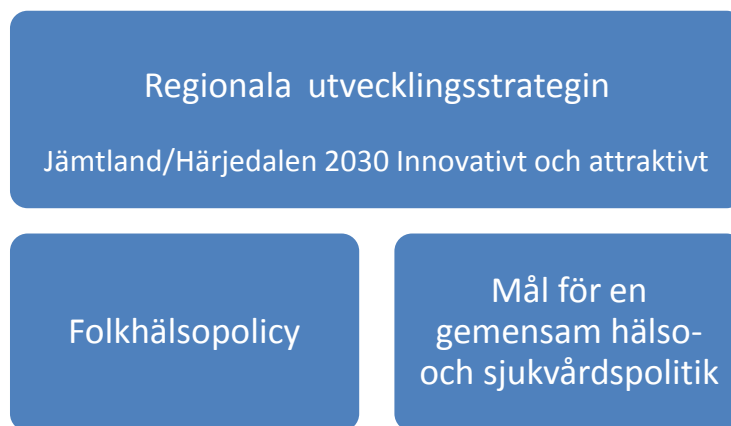 Regionala utvecklingsstrategin
Jämtland/Härjedalen 2030 Innovativt och attraktivt
Folkhälsopolicy
Mål för en
gemensam hälso-
och sjukvårdspolitik